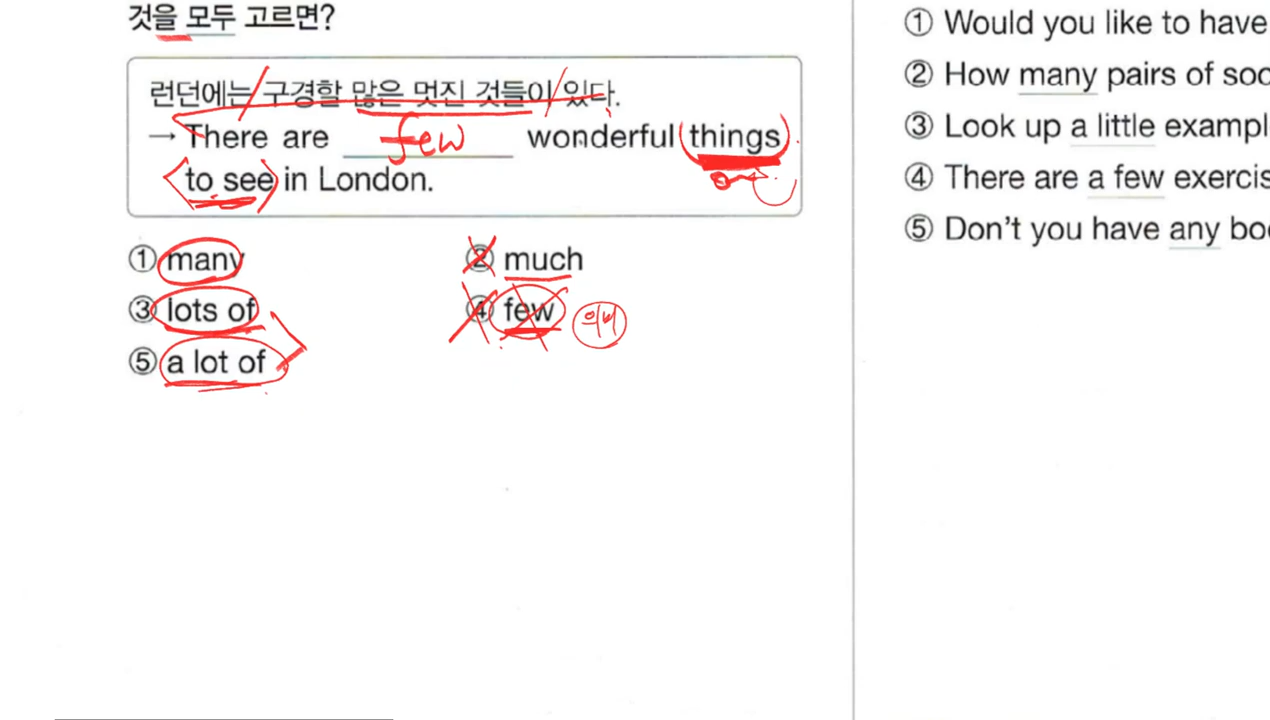 것을 모두 고르면?
런던에는 구경할 많은 멋진 것들이 있다.
→ There are few wonderful things
to see in London.
① many
② much
③ lots of
④ few 의미
⑤ a lot of
① Would you like to have
② How many pairs of soc
③ Look up a little exampl
④ There are a few exercis
⑤ Don't you have any boo